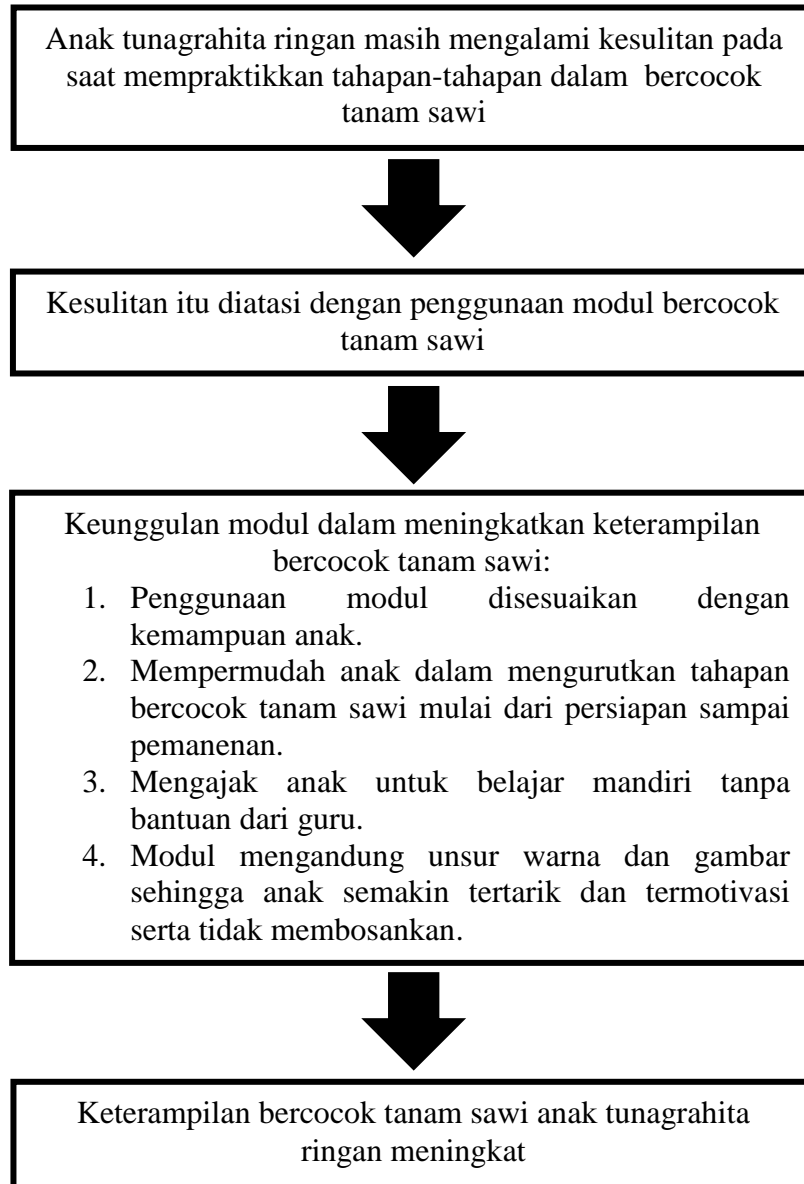 Anak tunagrahita ringan masih mengalami kesulitan pada
saat mempraktikkan tahapan-tahapan dalam bercocok
tanam sawi
Kesulitan itu diatasi dengan penggunaan modul bercocok
tanam sawi
Keunggulan modul dalam meningkatkan keterampilan
bercocok tanam sawi:
1. Penggunaan modul disesuaikan dengan
kemampuan anak.
2. Mempermudah anak dalam mengurutkan tahapan
bercocok tanam sawi mulai dari persiapan sampai
pemanenan.
3. Mengajak anak untuk belajar mandiri tanpa
bantuan dari guru.
4. Modul mengandung unsur warna dan gambar
sehingga anak semakin tertarik dan termotivasi
serta tidak membosankan.
Keterampilan bercocok tanam sawi anak tunagrahita
ringan meningkat